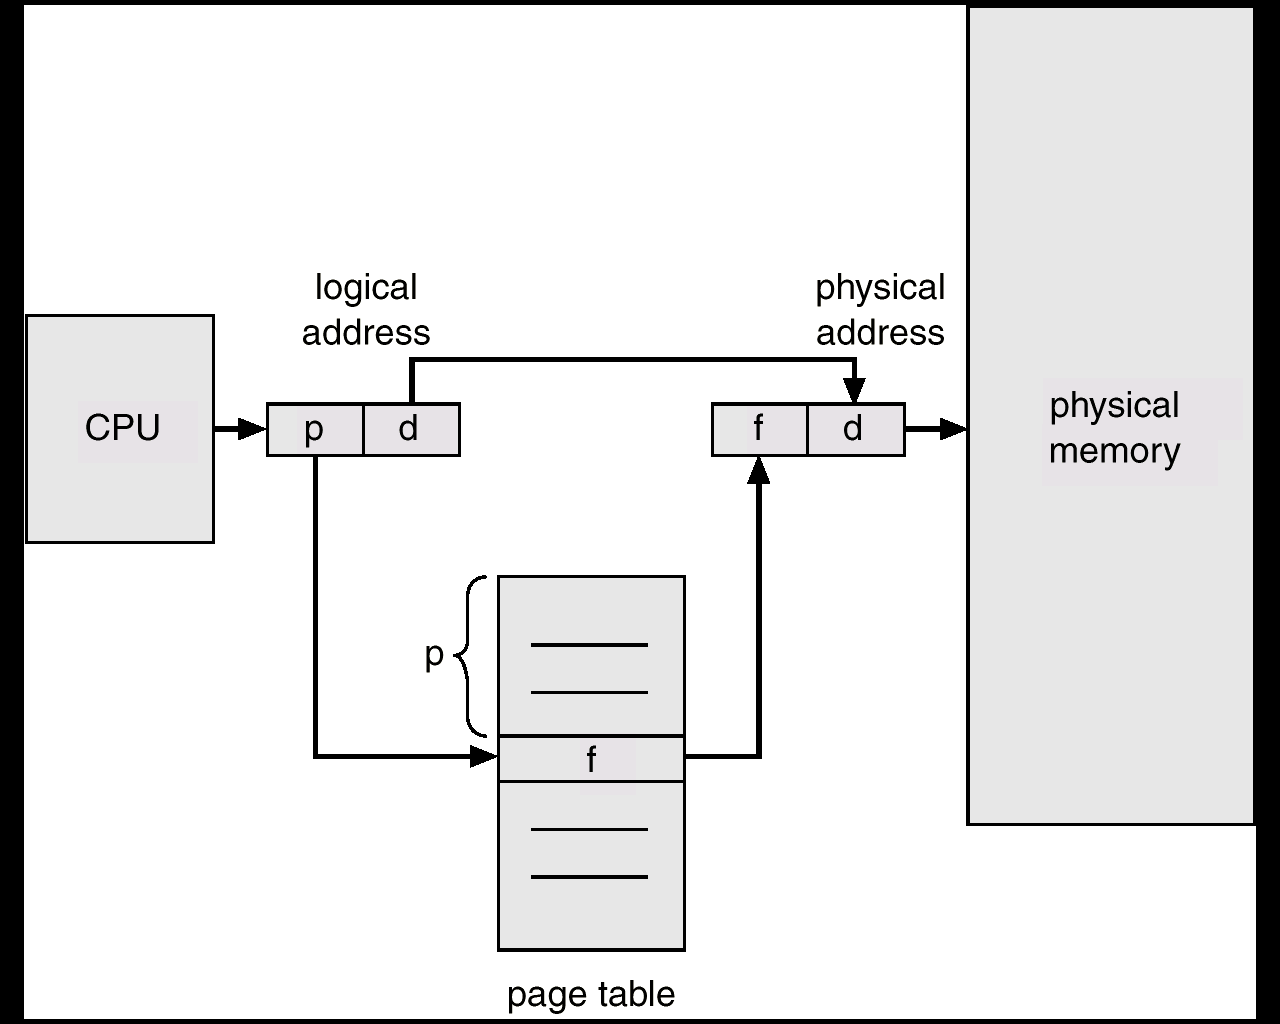 logical
address
physical
address
CPU
p
d
f
d
physical
memory
p
f
page table